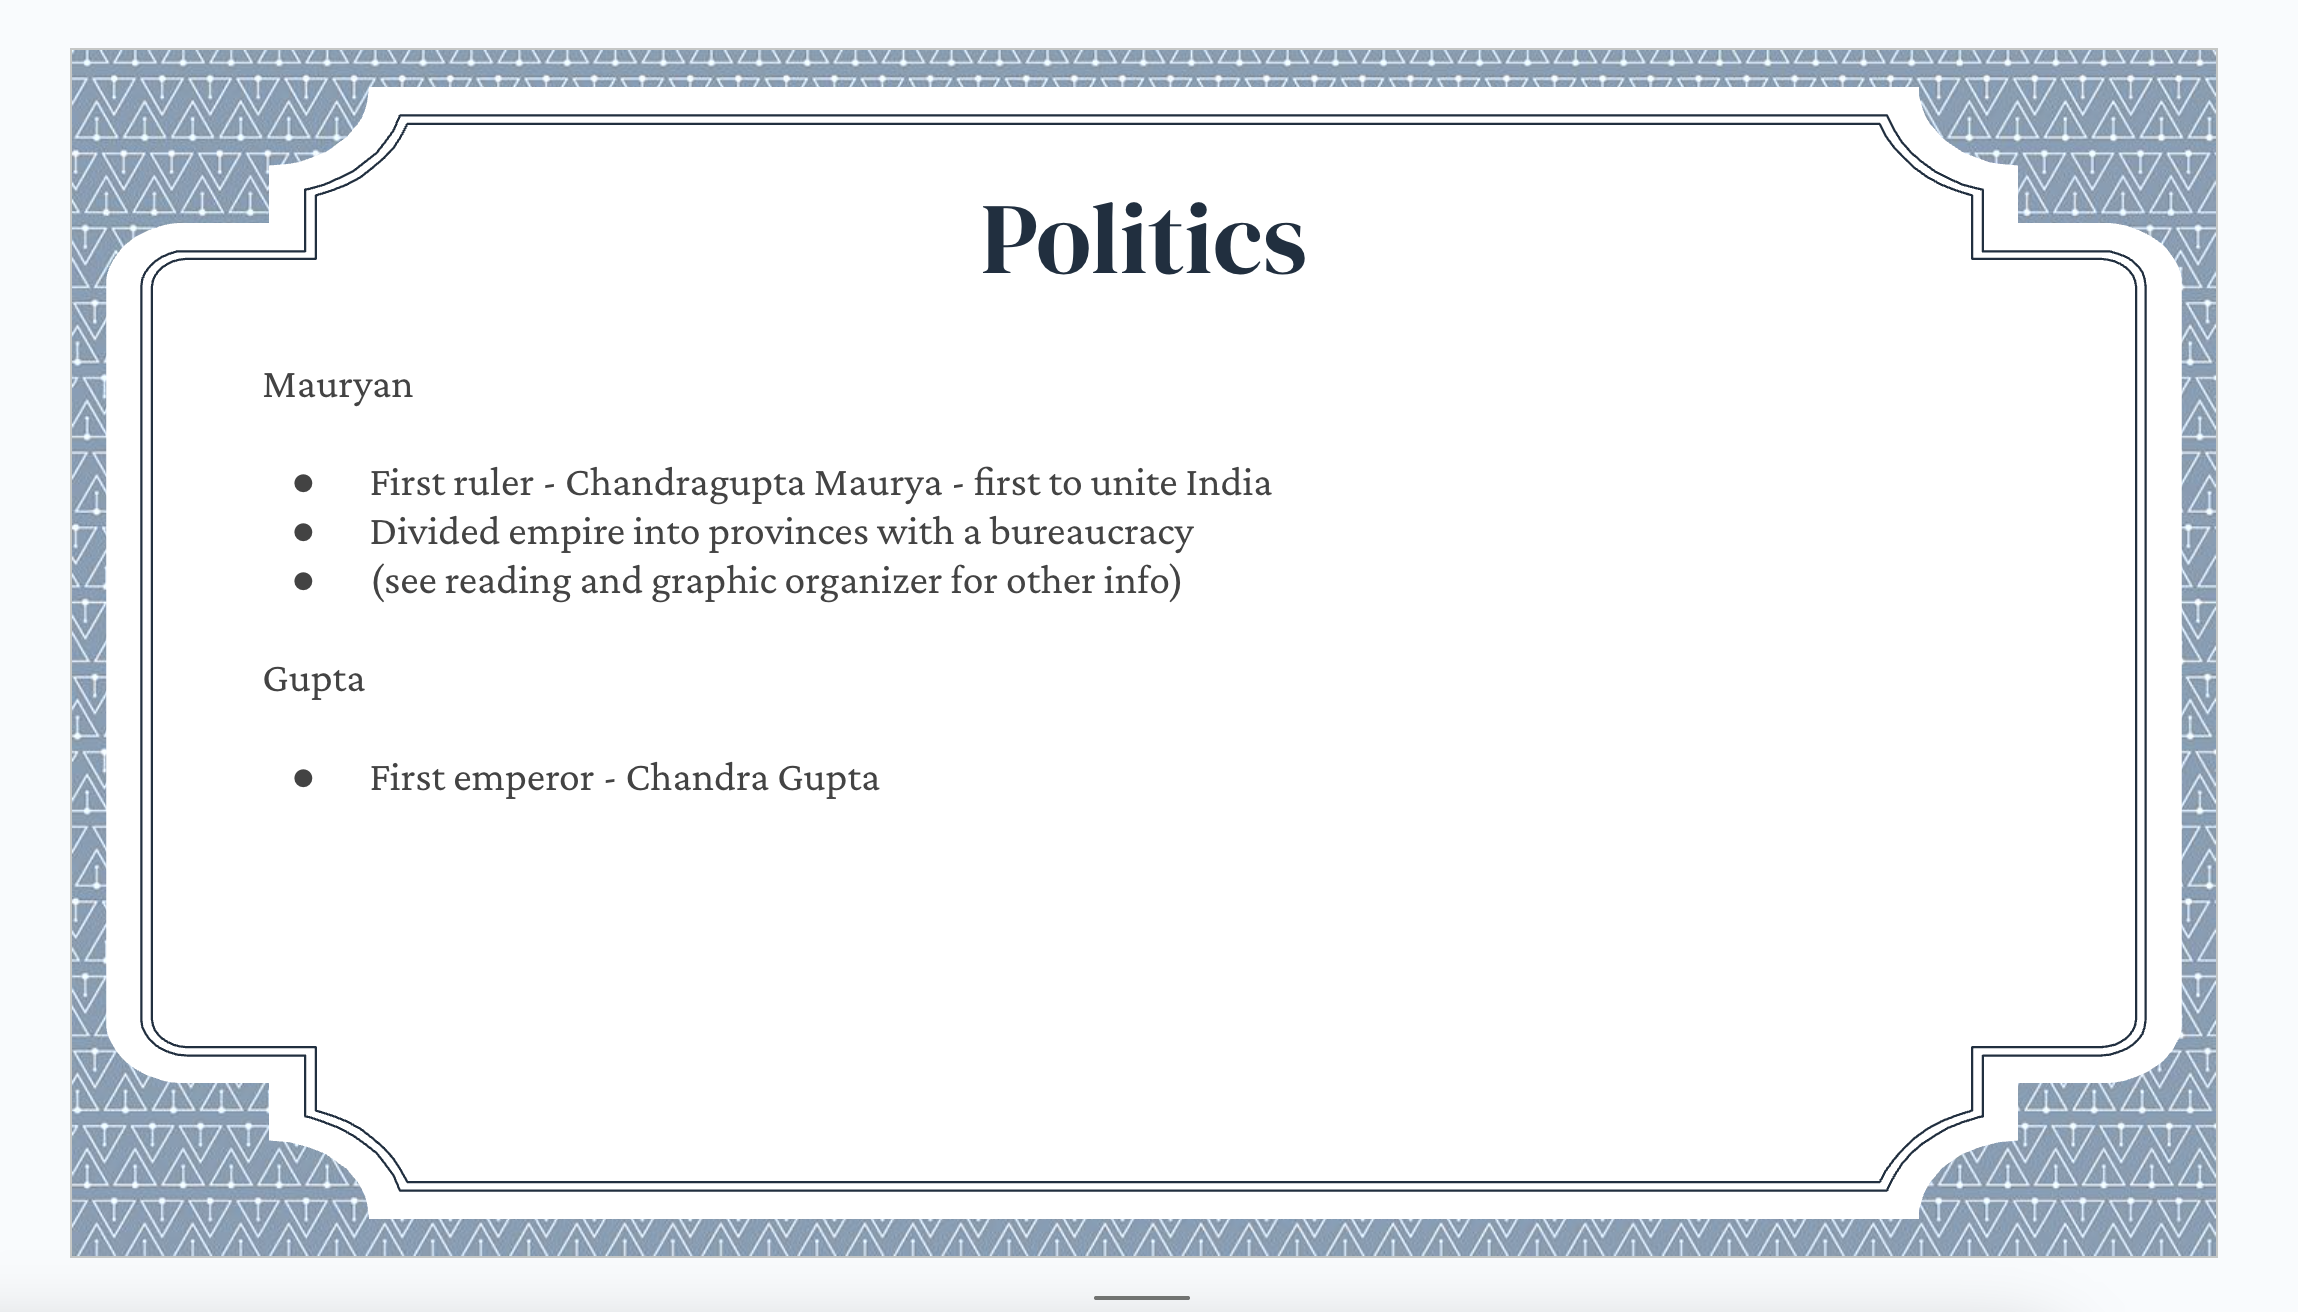 Politics
Mauryan
● First ruler - Chandragupta Maurya - first to unite India
● Divided empire into provinces with a bureaucracy
● (see reading and graphic organizer for other info)
Gupta
● First emperor - Chandra Gupta